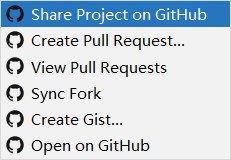 Share Project on GitHub
Create Pull Request...
View Pull Requests
Sync Fork
Create Gist...
Open on GitHub